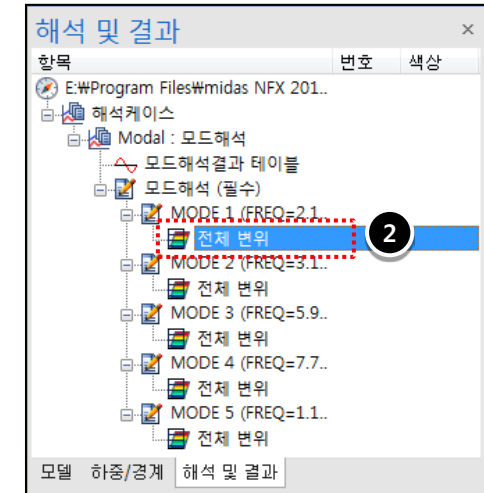 해석 및 결과 ×
항목 번호 색상
E:₩Program Files₩midas NFX 201..
해석케이스
Modal : 모드해석
모드해석결과 테이블
모드해석 (필수)
MODE 1 (FREQ=2.1..
전체 변위 2
MODE 2 (FREQ=3.1..
전체 변위
MODE 3 (FREQ=5.9..
전체 변위
MODE 4 (FREQ=7.7..
전체 변위
MODE 5 (FREQ=1.1..
전체 변위
모델 하중/경계 해석 및 결과